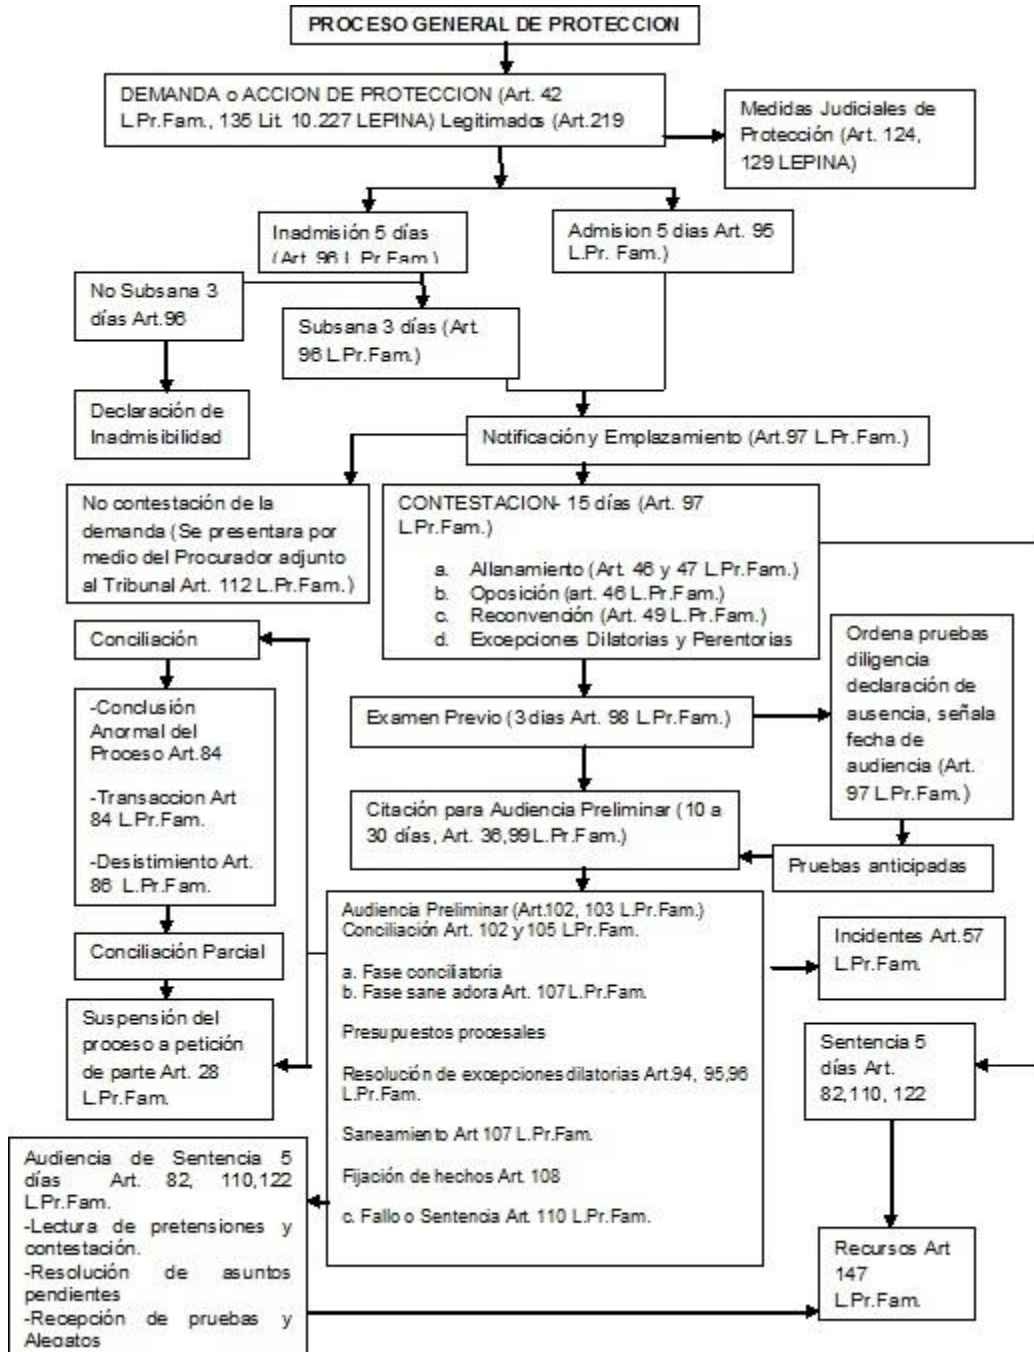 PROCESO GENERAL DE PROTECCION
DEMANDA o ACCION DE PROTECCION (Art. 42
L.Pr.Fam., 135 Lit. 10.227 LEPINA) Legitimados (Art.219
Medidas Judiciales de
Protección (Art. 124,
129 LEPINA)
Inadmisión 5 días
(Art. 96 L.Pr.Fam.)
Admision 5 dias Art. 95
L.Pr. Fam.)
No Subsana 3
días Art.96
Subsana 3 días (Art.
96 L.Pr.Fam.)
Declaración de
Inadmisibilidad
Notificación y Emplazamiento (Art.97 L.Pr.Fam.)
No contestación de la
demanda (Se presentara por
medio del Procurador adjunto
al Tribunal Art. 112 L.Pr.Fam.)
CONTESTACION- 15 días (Art. 97
L.Pr.Fam.)
a. Allanamiento (Art. 46 y 47 L.Pr.Fam.)
b. Oposición (art. 46 L.Pr.Fam.)
c. Reconvención (Art. 49 L.Pr.Fam.)
d. Excepciones Dilatorias y Perentorias
Conciliación
Ordena pruebas
diligencia
declaración de
ausencia, señala
fecha de
audiencia (Art.
97 L.Pr.Fam.)
-Conclusión
Anormal del
Proceso Art.84
-Transaccion Art
84 L.Pr.Fam.
-Desistimiento Art.
86 L.Pr.Fam.
Examen Previo (3 dias Art. 98 L.Pr.Fam.)
Citación para Audiencia Preliminar (10 a
30 días, Art. 36,99 L.Pr.Fam.)
Pruebas anticipadas
Audiencia Preliminar (Art.102, 103 L.Pr.Fam.)
Conciliación Art. 102 y 105 LPr.Fam.
a. Fase conciliatoria
b. Fase sane adora Art. 107 L.Pr.Fam.
Presupuestos procesales
Resolución de excepciones dilatorias Art.94, 95,96
L.Pr.Fam.
Saneamiento Art 107 L.Pr.Fam.
Fijación de hechos Art. 108
c. Fallo o Sentencia Art. 110 L.Pr.Fam.
Conciliación Parcial
Incidentes Art.57
L.Pr.Fam.
Suspensión del
proceso a petición
de parte Art. 28
L.Pr.Fam.
Sentencia 5
días Art.
82,110, 122
Audiencia de Sentencia 5
días Art. 82, 110,122
L.Pr.Fam.
-Lectura de pretensiones y
contestación.
-Resolución de asuntos
pendientes
-Recepción de pruebas y
Alegatos
Recursos Art
147
L.Pr.Fam.